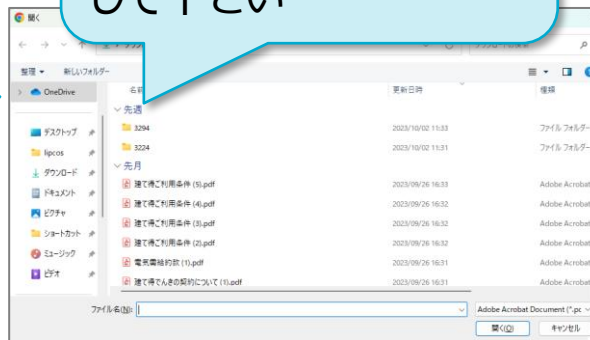 して下さい
開く
整理 ▼ 新しいフォルダー
OneDrive
デスクトップ
lipcos
ダウンロード
ドキュメント
ピクチャ
ショートカット
ミュージック
ビデオ
更新日時 種類
先週
3294 2023/10/02 11:33 ファイル フォルダー
3224 2023/10/02 11:31 ファイル フォルダー
先月
建て得ご利用条件 (5).pdf 2023/09/26 16:33 Adobe Acrobat
建て得ご利用条件 (4).pdf 2023/09/26 16:32 Adobe Acrobat
建て得ご利用条件 (3).pdf 2023/09/26 16:32 Adobe Acrobat
建て得ご利用条件 (2).pdf 2023/09/26 16:32 Adobe Acrobat
電気需給約款 (1).pdf 2023/09/26 16:31 Adobe Acrobat
建て得でんきの契約について (1).pdf 2023/09/26 16:31 Adobe Acrobat
ファイル名(N): Adobe Acrobat Document (*.pc
開く(O) キャンセル